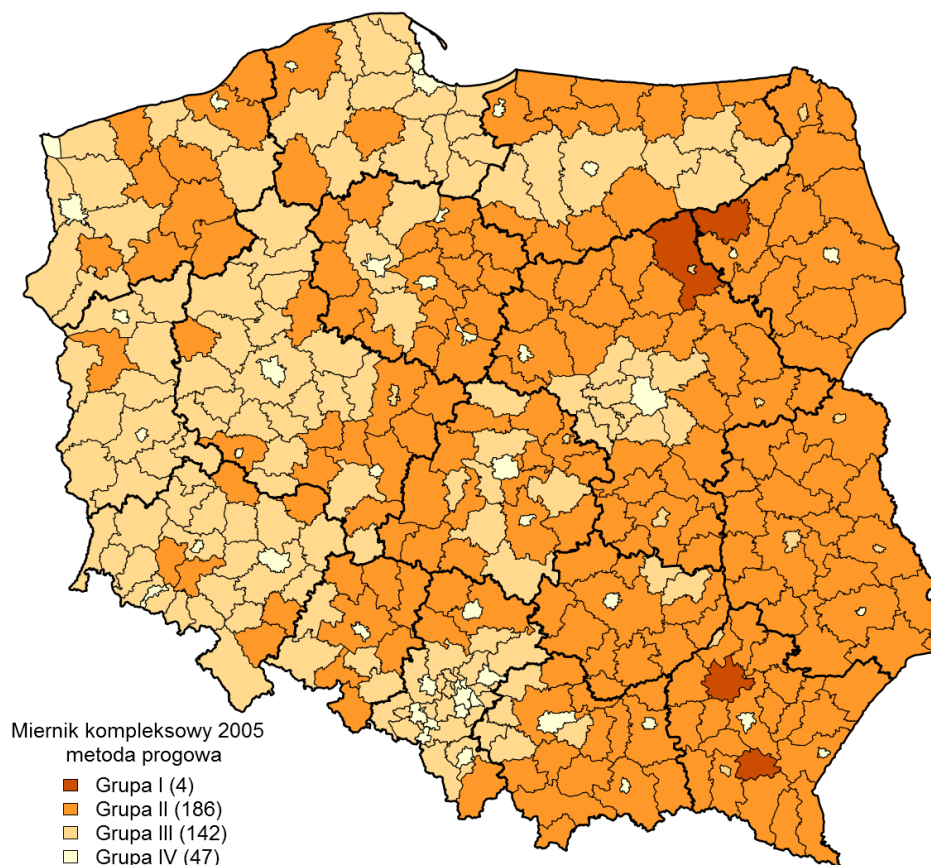 Miernik kompleksowy 2005
metoda progowa
Grupa I (4)
Grupa II (186)
Grupa III (142)
Grupa IV (47)